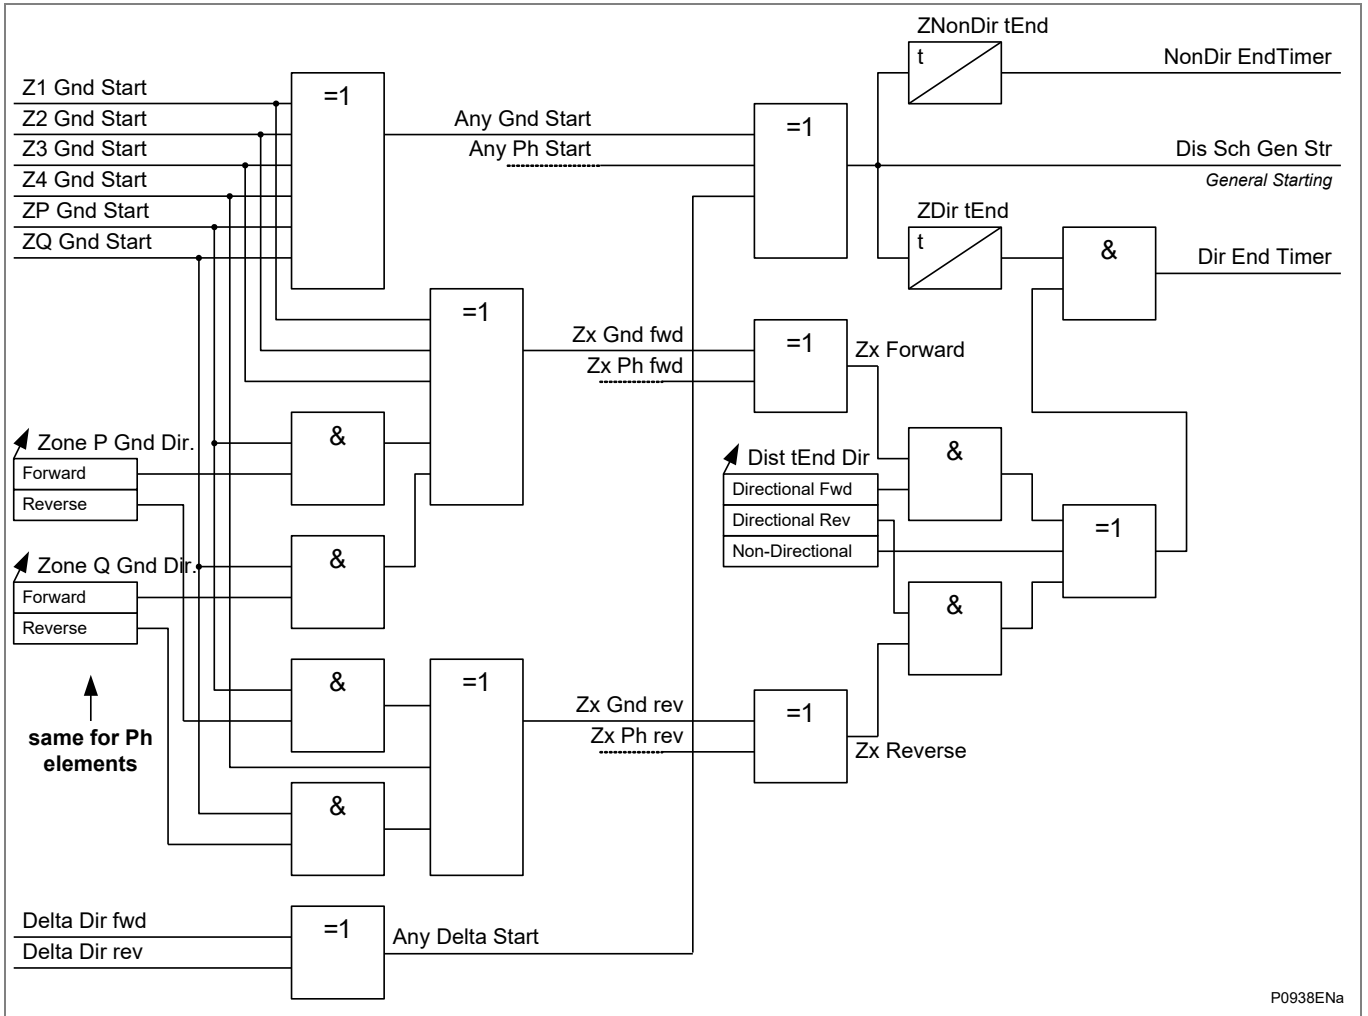 ZNonDir tEnd
t
NonDir EndTimer
Z1 Gnd Start
=1
Z2 Gnd Start
Any Gnd Start
=1
Z3 Gnd Start
Any Ph Start
Dis Sch Gen Str
Z4 Gnd Start
General Starting
ZP Gnd Start
ZDir tEnd
t
ZQ Gnd Start
&
Dir End Timer
=1
Zx Gnd fwd
=1
Zx Forward
Zx Ph fwd
Zone P Gnd Dir.
&
Forward
Reverse
Dist tEnd Dir
&
Directional Fwd
Directional Rev
Non-Directional
=1
Zone Q Gnd Dir.
&
Forward
Reverse
&
&
=1
Zx Gnd rev
=1
same for Ph
elements
Zx Ph rev
Zx Reverse
&
Delta Dir fwd
=1
Any Delta Start
Delta Dir rev
P0938ENa